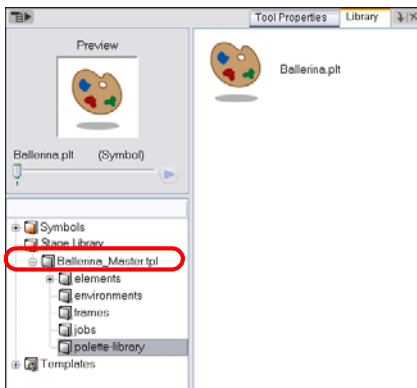 Tool Properties Library
Preview
Ballerina.plt
Ballerina.plt (Symbol)
Symbols
Stage Library
Ballerina_Master.tpl
elements
environments
frames
jobs
palette-library
Templates